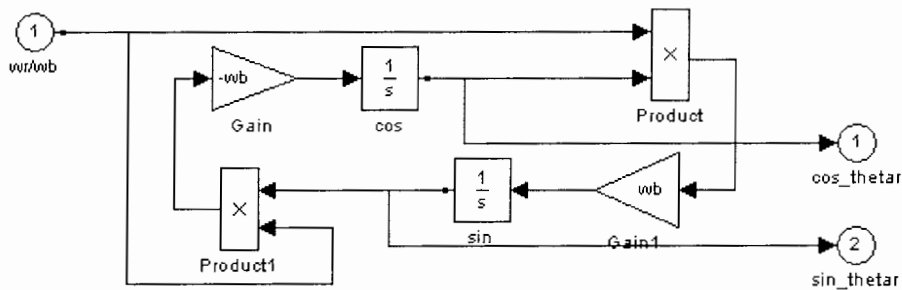 1
wr/wb
-wb
Gain
1
s
cos
×
Product
1
cos_thetar
×
Product1
1
s
sin
wb
Gain1
2
sin_thetar